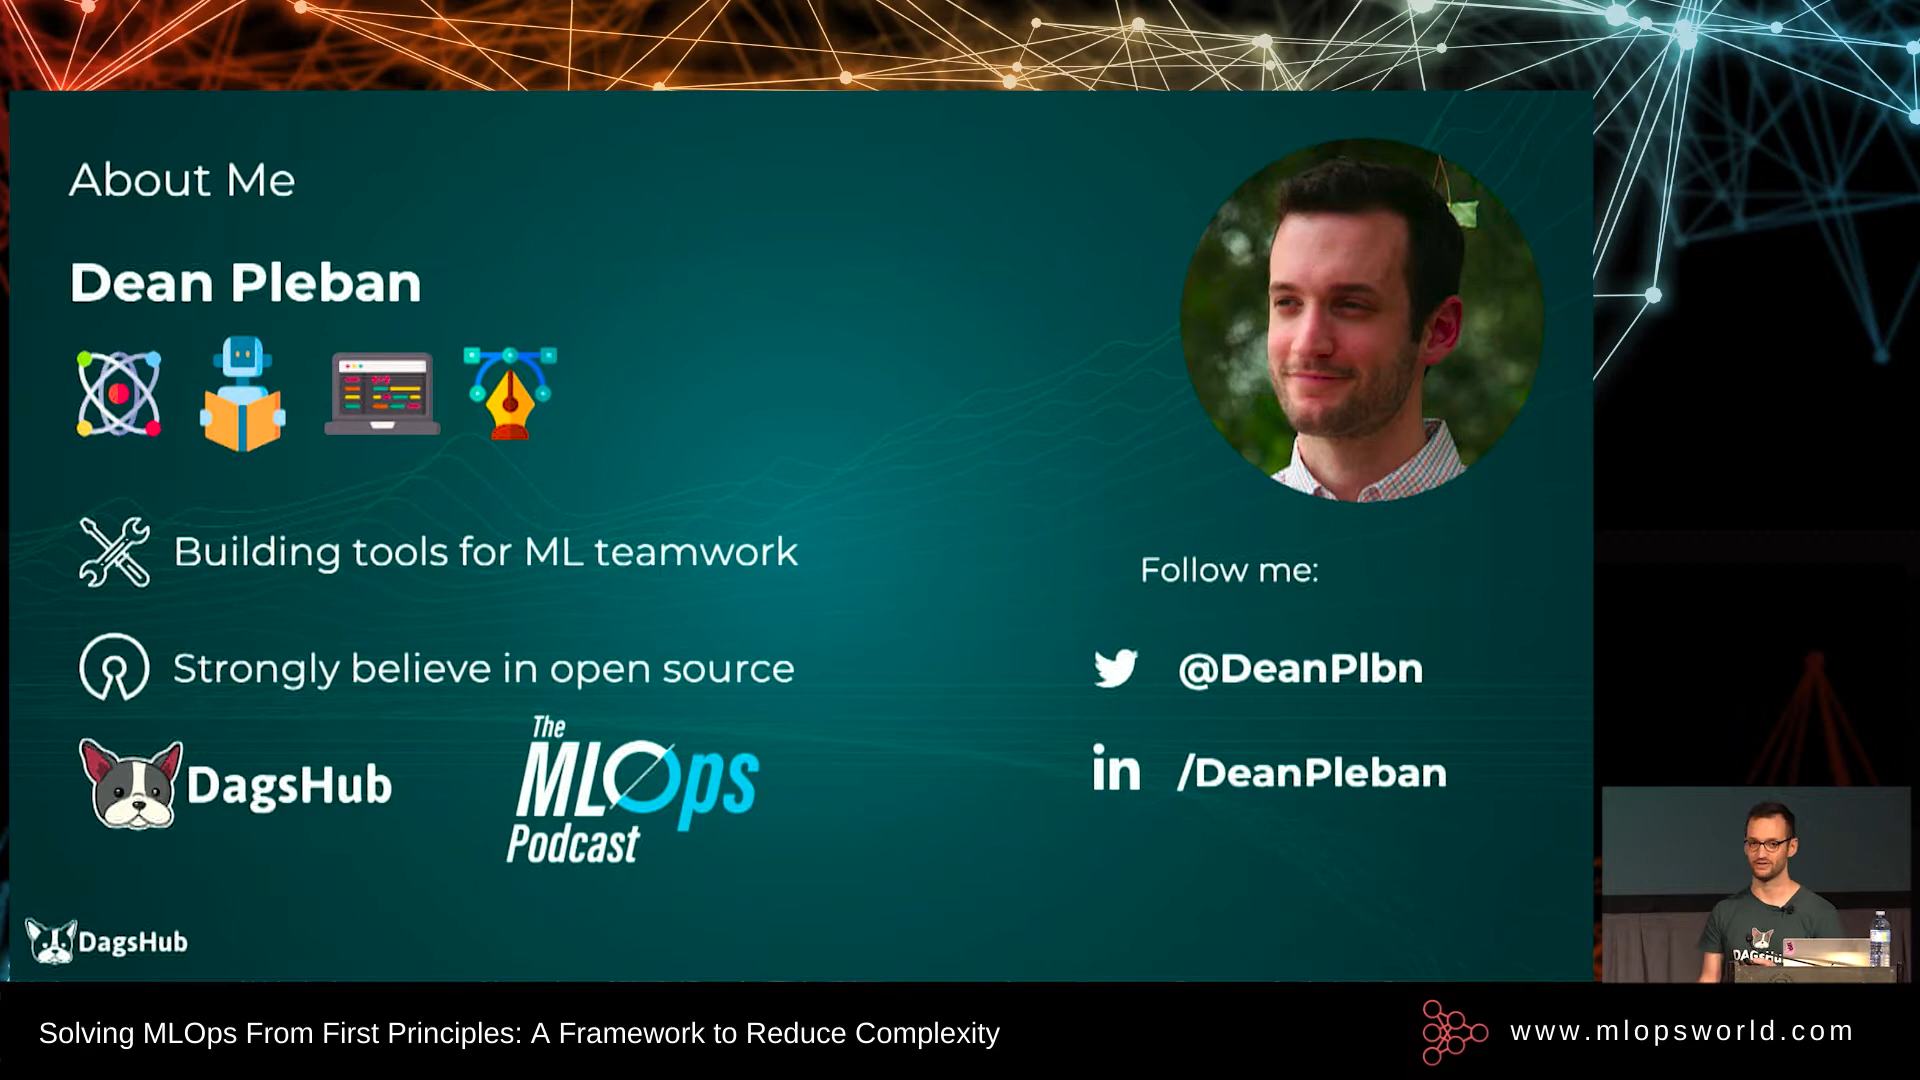 About Me
Dean Pleban
Building tools for ML teamwork
Strongly believe in open source
DagsHub
The
MLOps
Podcast
Follow me:
@DeanPlbn
in /DeanPleban
DagsHub
DAGsHub
Solving MLOps From First Principles: A Framework to Reduce Complexity
www.mlopsworld.com